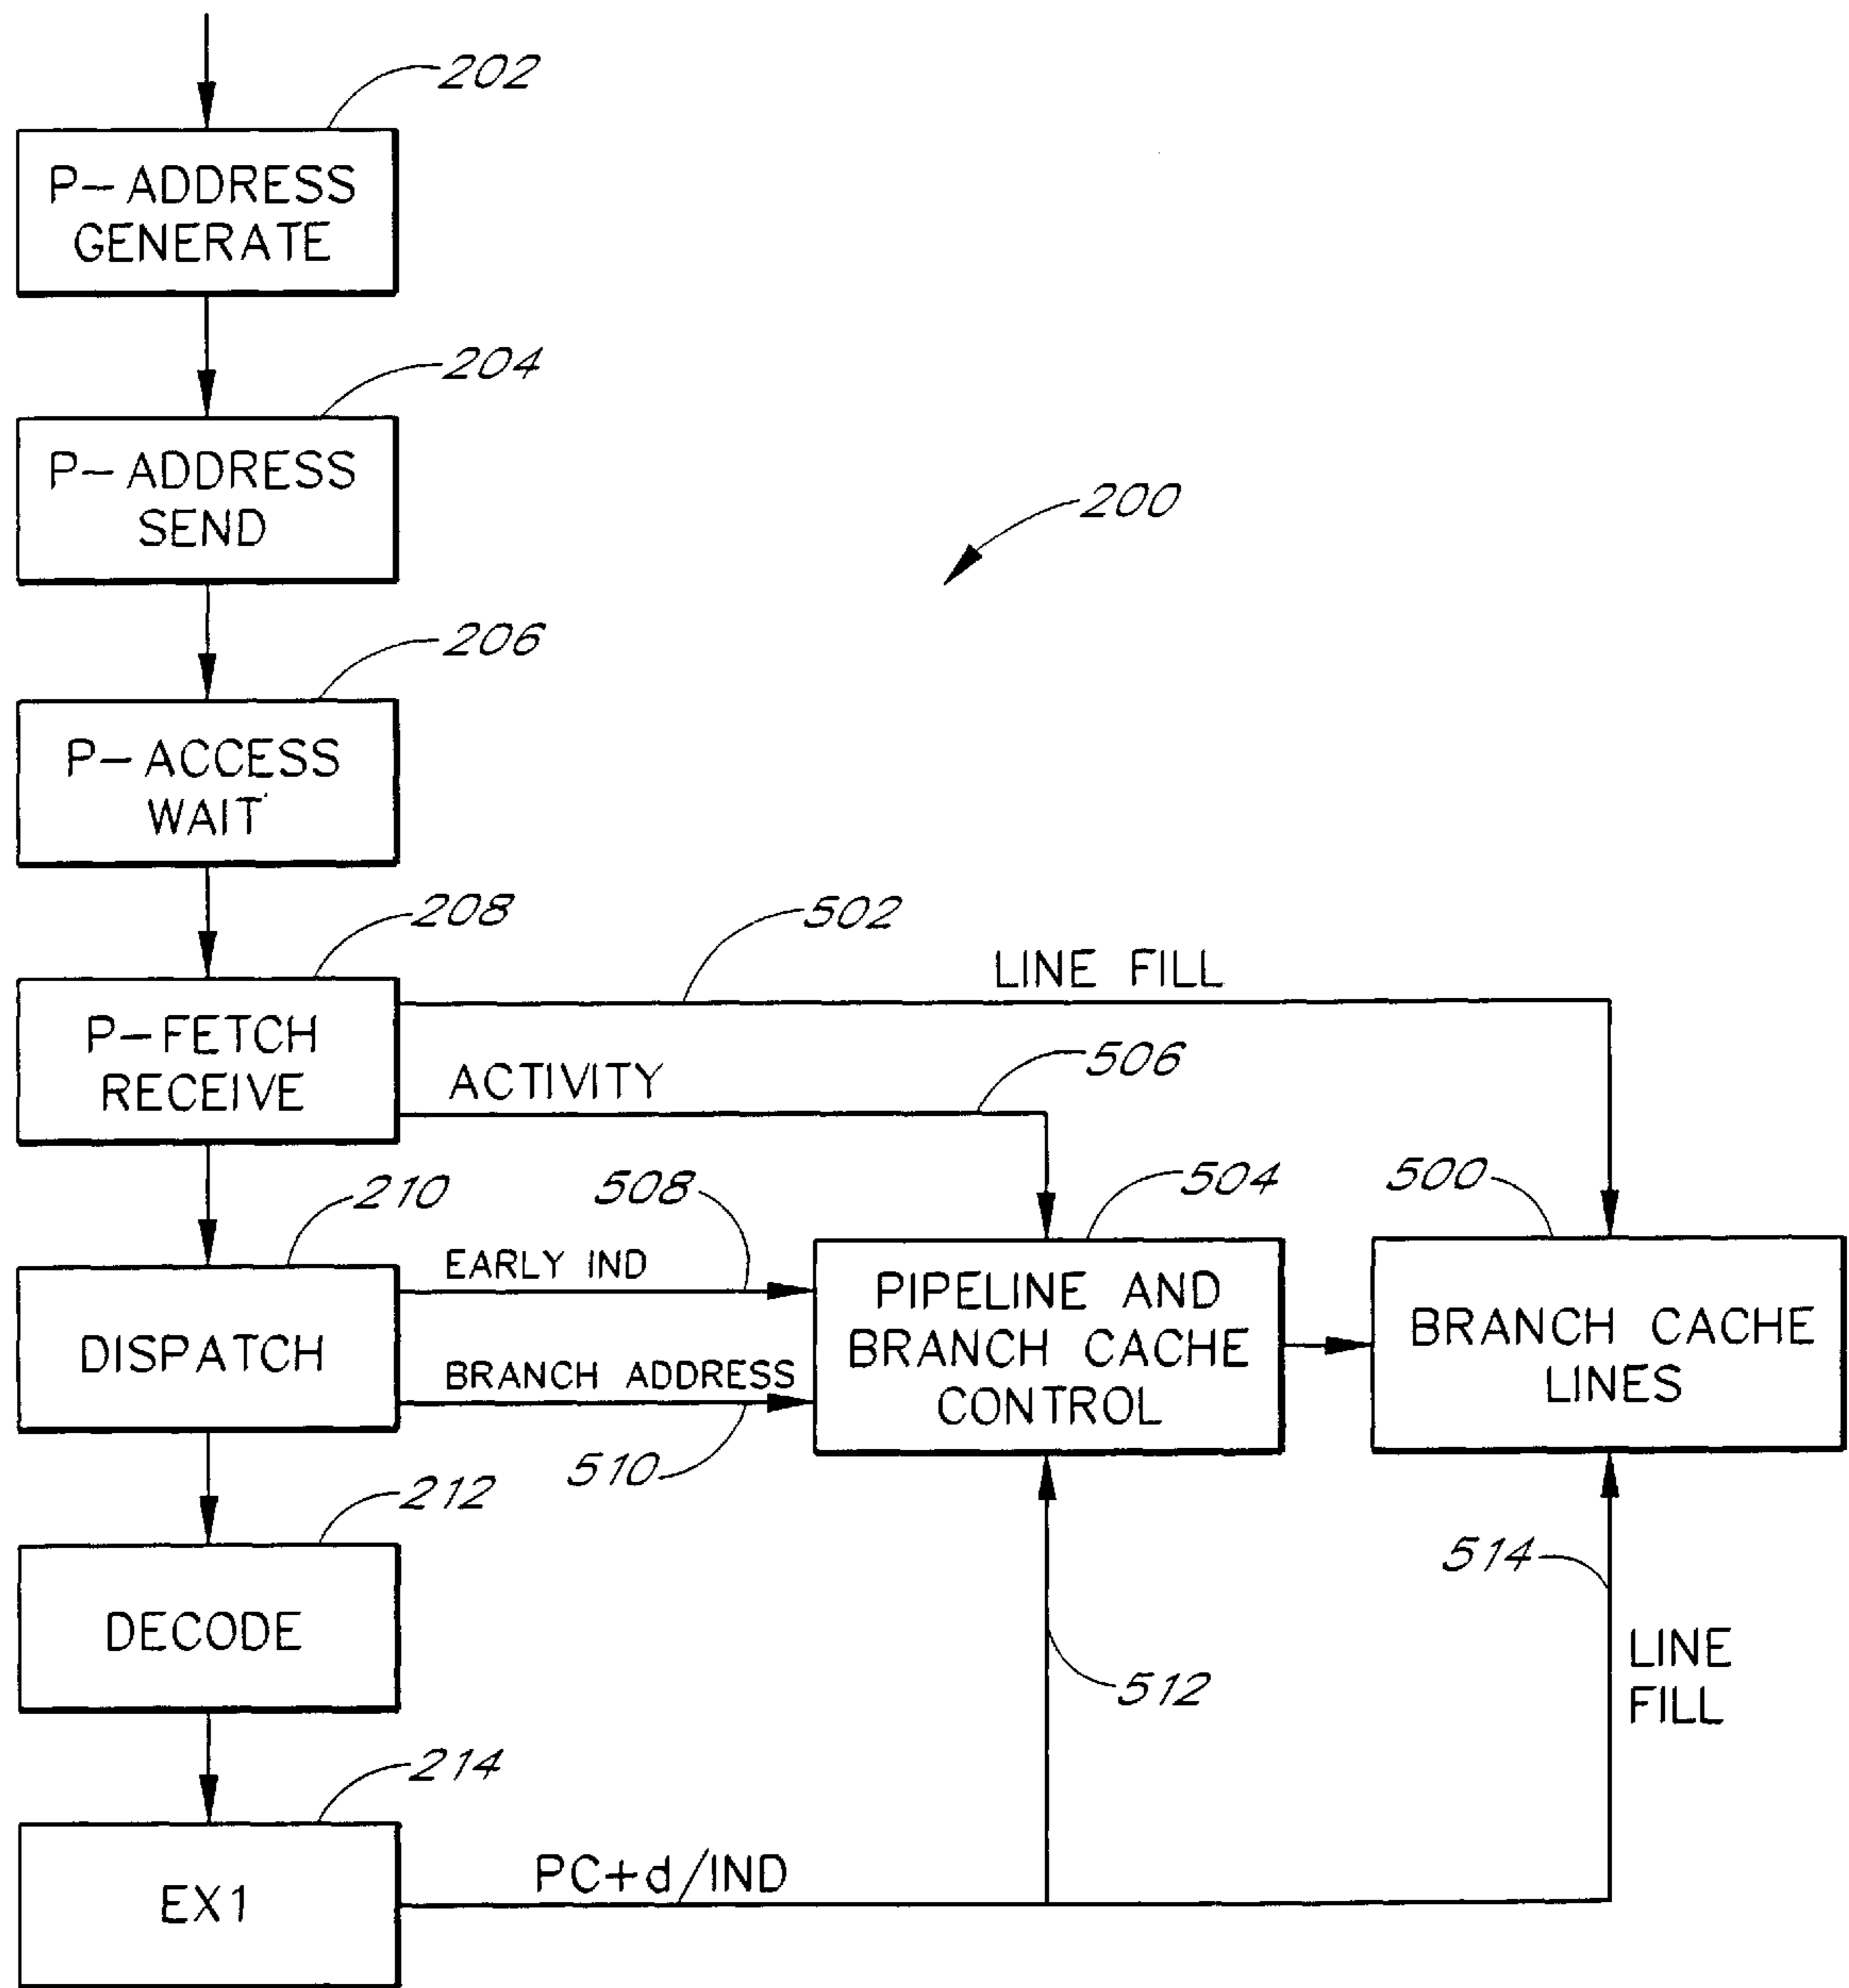 202
P-ADDRESS
GENERATE
204
P-ADDRESS
SEND
200
206
P-ACCESS
WAIT
208
502
LINE FILL
P-FETCH
RECEIVE
506
ACTIVITY
210
508
504
500
EARLY IND
DISPATCH
BRANCH ADDRESS
PIPELINE AND
BRANCH CACHE
CONTROL
BRANCH CACHE
LINES
510
212
514
DECODE
512
LINE
FILL
214
EX1
PC+d/IND